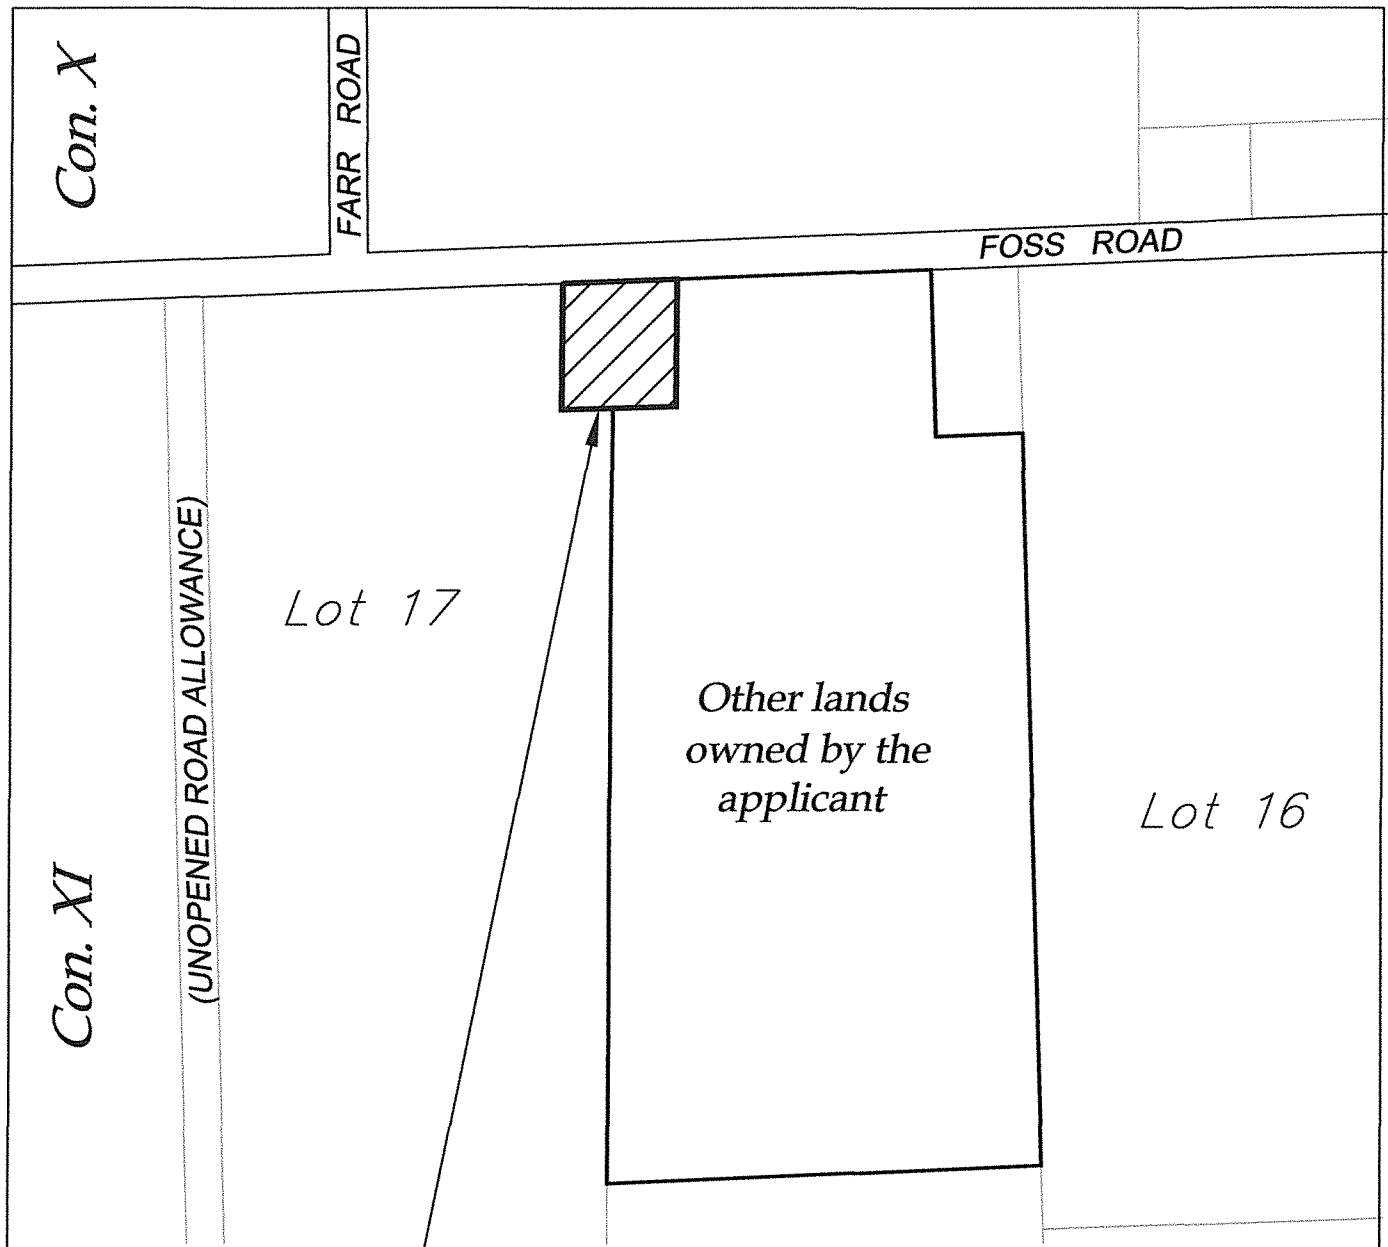 Con. X
FARR ROAD
FOSS ROAD
(UNOPENED ROAD ALLOWANCE)
Lot 17
Other lands
owned by the
applicant
Lot 16
Con. XI